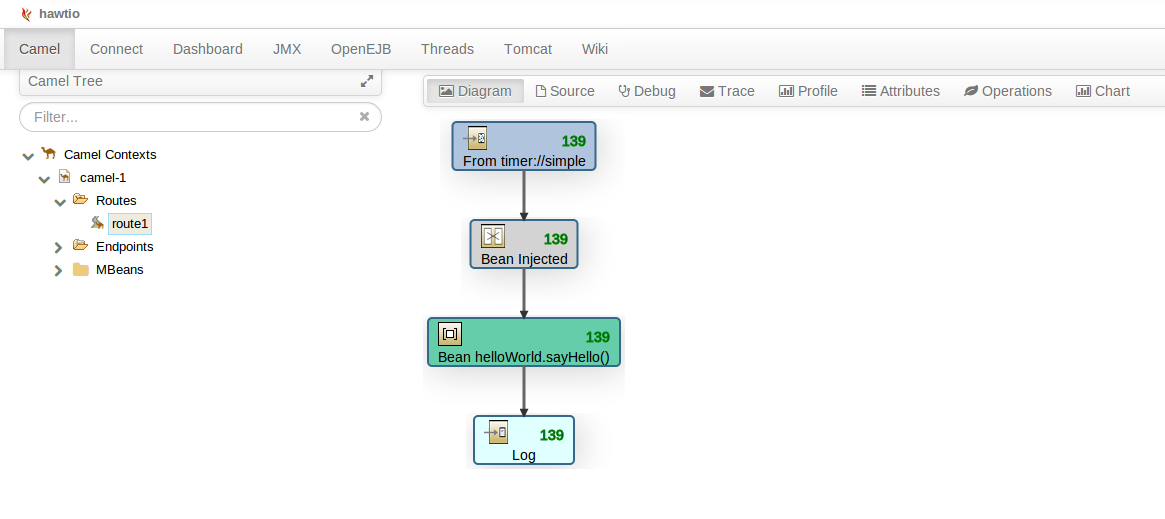 hawtio
Camel Connect Dashboard JMX OpenEJB Threads Tomcat Wiki
Camel Tree
Filter...
Camel Contexts
camel-1
Routes
route1
Endpoints
MBeans
Diagram Source Debug Trace Profile Attributes Operations Chart
139
From timer://simple
139
Bean Injected
139
Bean helloWorld.sayHello()
139
Log